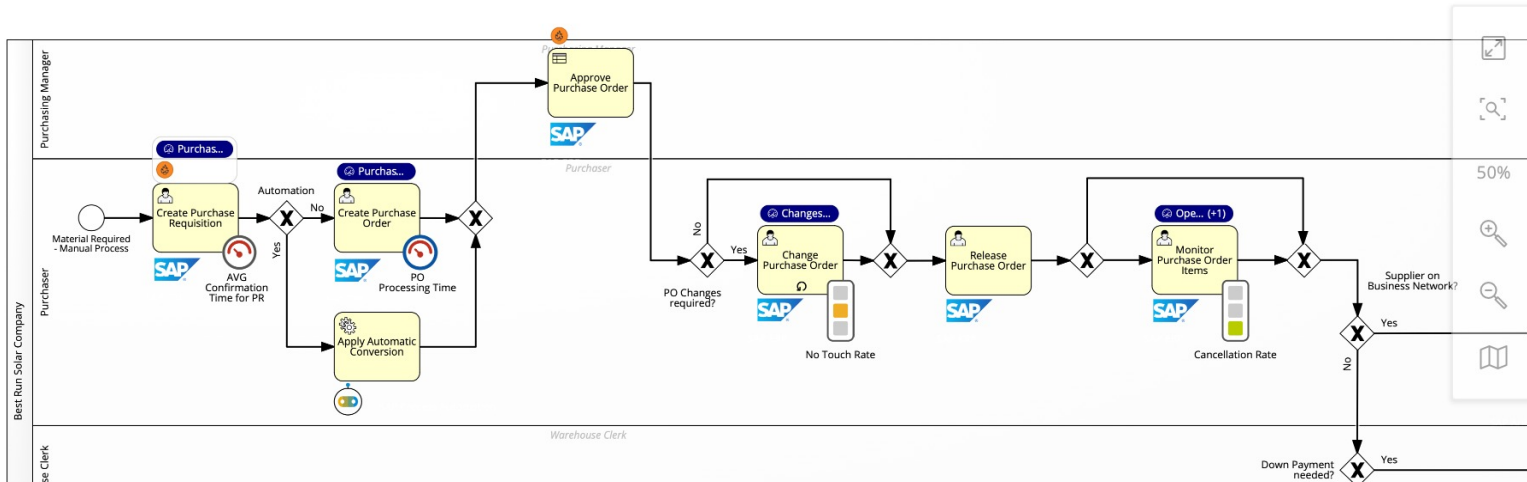 Purchasing Manager
Purchasing Manager
Approve
Purchase Order
SAP
Purchaser
Purchaser
Best Run Solar Company
Material Required
- Manual Process
Purchas...
Create Purchase
Requisition
SAP
AVG
Confirmation
Time for PR
Automation
X
No
Yes
Purchas...
Create Purchase
Order
SAP
PO
Processing Time
Apply Automatic
Conversion
X
No
X
Yes
PO Changes
required?
Changes...
Change
Purchase Order
SAP
No Touch Rate
X
Release
Purchase Order
SAP
X
Ope... (+1)
Monitor
Purchase Order
Items
SAP
Cancellation Rate
X
Supplier on
Business Network?
X
Yes
No
Warehouse Clerk
se Clerk
Down Payment
needed?
X
Yes
50%